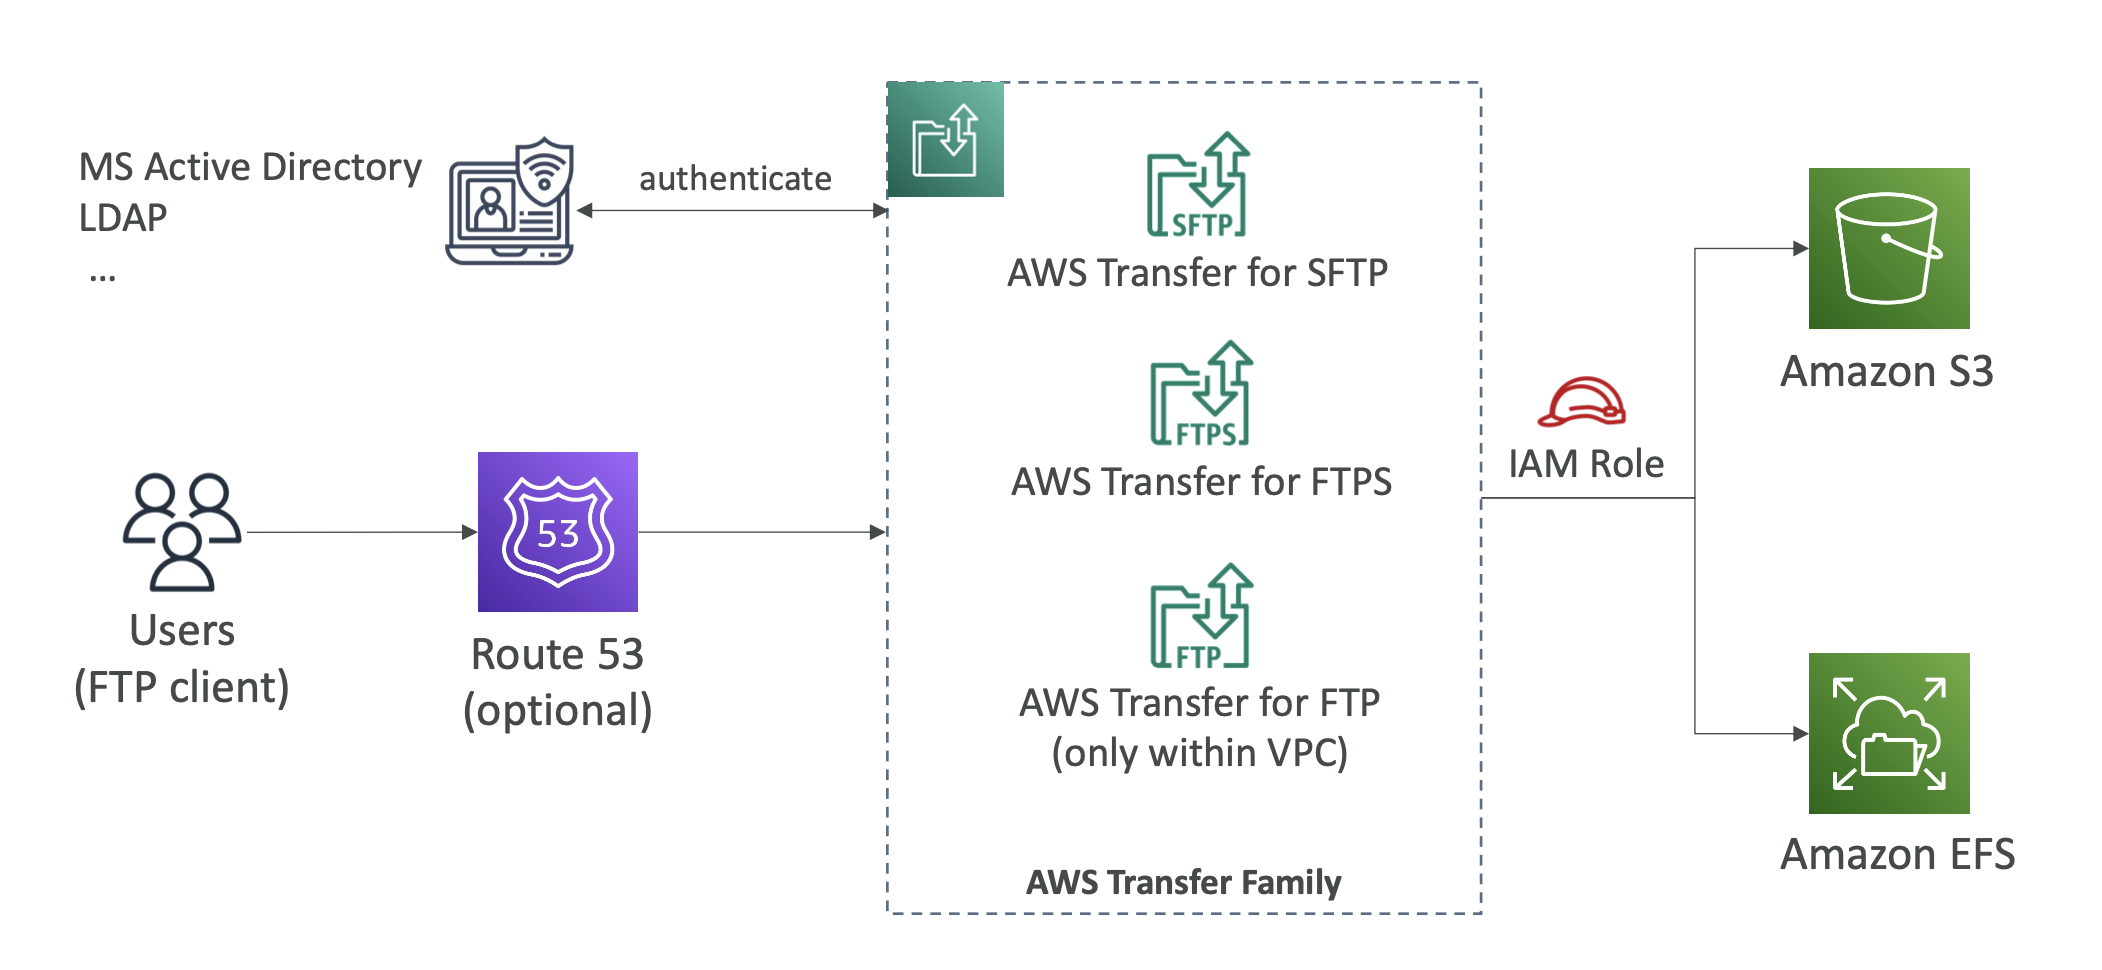 MS Active Directory
LDAP
...
authenticate
Users
(FTP client)
53
Route 53
(optional)
SFTP
AWS Transfer for SFTP
FTPS
AWS Transfer for FTPS
FTP
AWS Transfer for FTP
(only within VPC)
AWS Transfer Family
IAM Role
Amazon S3
Amazon EFS